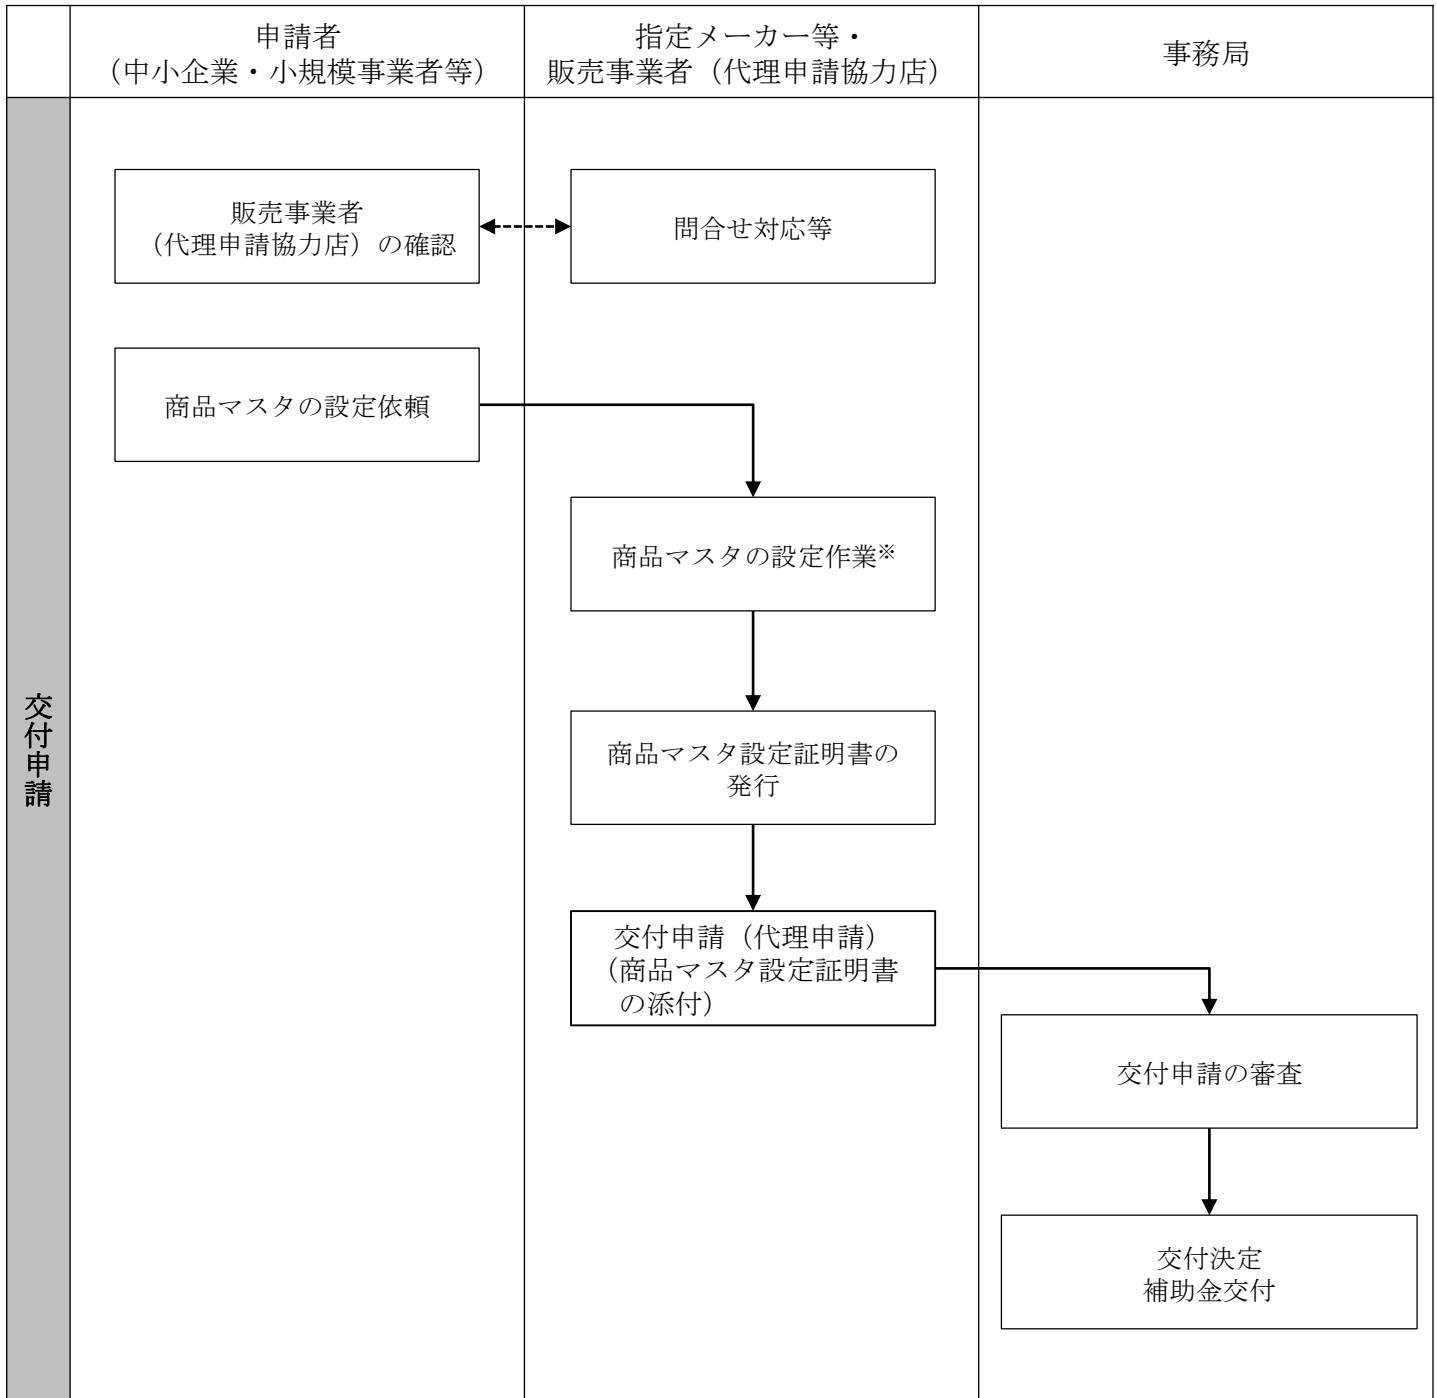 申請者
（中小企業・小規模事業者等）
指定メーカー等・
販売事業者（代理申請協力店）
事務局
交付申請
販売事業者
（代理申請協力店）の確認
問合せ対応等
商品マスタの設定依頼
商品マスタの設定作業※
商品マスタ設定証明書の
発行
交付申請（代理申請）
（商品マスタ設定証明書
の添付）
交付申請の審査
交付決定
補助金交付